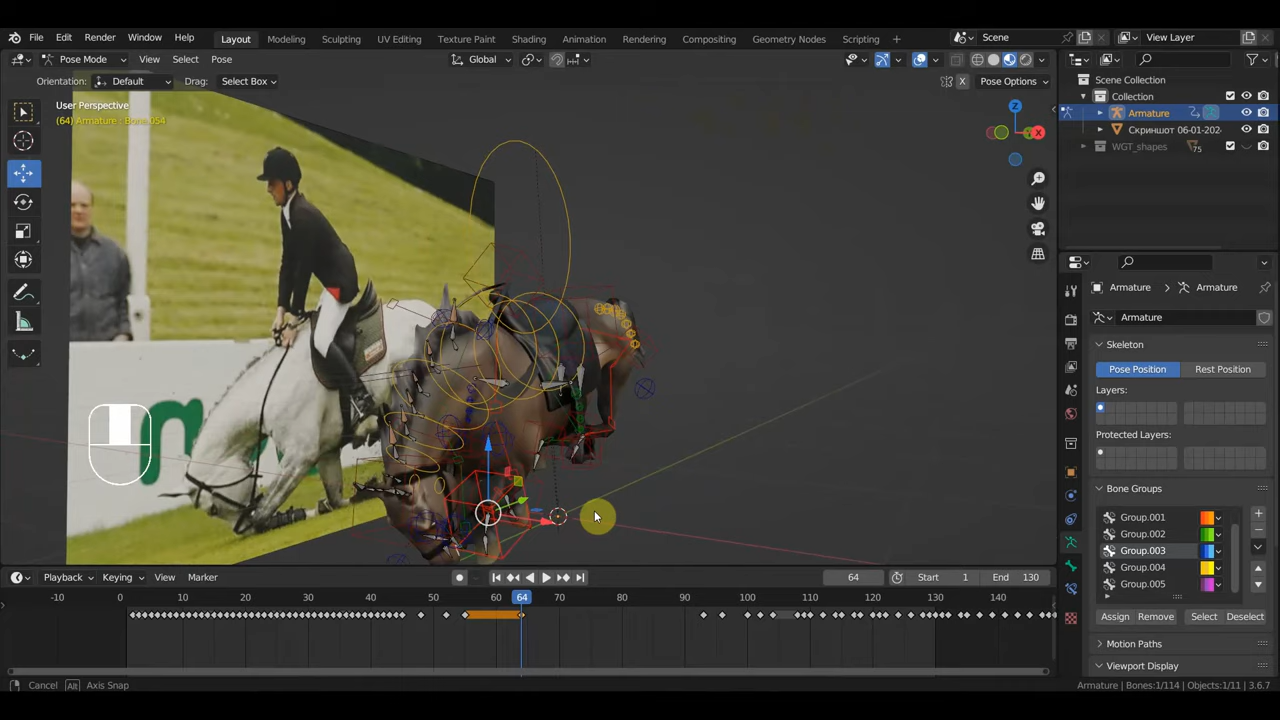 File Edit Render Window Help Layout Modeling Sculpting UV Editing Texture Paint Shading Animation Rendering Compositing Geometry Nodes Scripting + Scene View Layer
Pose Mode View Select Pose Global
Orientation: Default Drag: Select Box X Pose Options
User Perspective
(64) Armature : Bone.054
Z
X
Scene Collection
Collection
Armature
Скриншот 06-01-202
WGT_shapes 75
Armature > Armature
Armature
Skeleton
Pose Position Rest Position
Layers:
Protected Layers:
Bone Groups
Group.001
Group.002
Group.003
Group.004
Group.005
Assign Remove Select Deselect
Motion Paths
Viewport Display
Playback Keying View Marker 64 Start 1 End 130
-10 0 10 20 30 40 50 60 64 70 80 90 100 110 120 130 140
Cancel Alt Axis Snap
Armature | Bones:1/114 | Objects:1/11 | 3.6.7